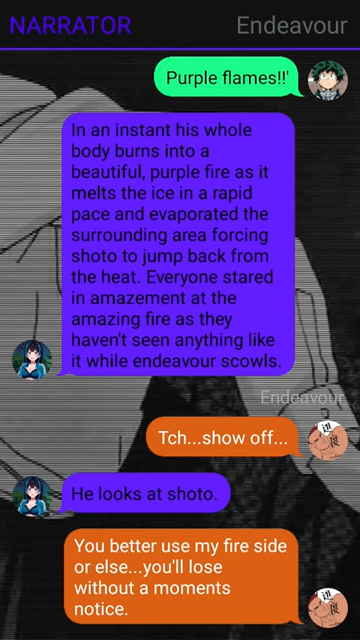 NARRATOR
Endeavour
Purple flames!!'
In an instant his whole
body burns into a
beautiful, purple fire as it
melts the ice in a rapid
pace and evaporated the
surrounding area forcing
shoto to jump back from
the heat. Everyone stared
in amazement at the
amazing fire as they
haven't seen anything like
it while endeavour scowls.
Endeavour
Tch...show off...
He looks at shoto.
You better use my fire side
or else...you'll lose
without a moments
notice.